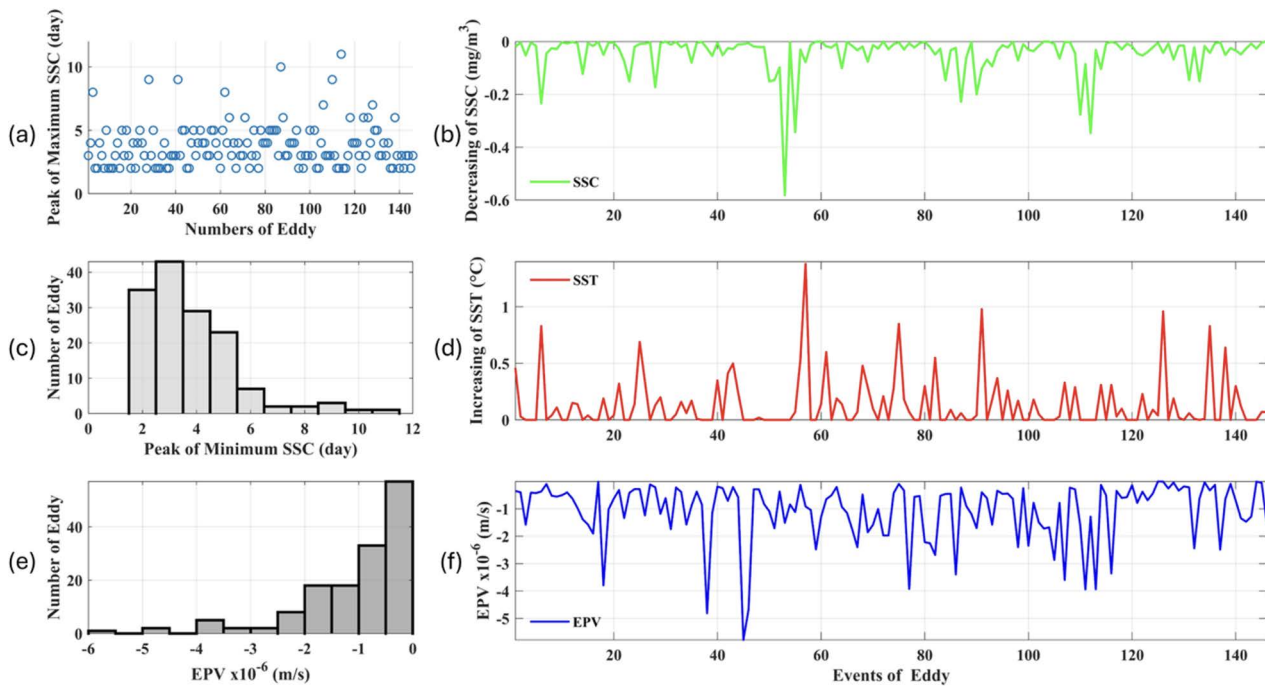 (a)
Peak of Maximum SSC (day)
10
5
0
20 40 60 80 100 120 140
Numbers of Eddy
(b)
Decreasing of SSC (mg/m³)
0
-0.2
-0.4
-0.6
SSC
20 40 60 80 100 120 140
(c)
Number of Eddy
40
30
20
10
0
0 2 4 6 8 10 12
Peak of Minimum SSC (day)
(d)
Increasing of SST (°C)
1
0.5
0
SST
20 40 60 80 100 120 140
(e)
Number of Eddy
40
20
0
-6 -5 -4 -3 -2 -1 0
EPV x10⁻⁶ (m/s)
(f)
EPV x10⁻⁶ (m/s)
-1
-2
-3
-4
-5
EPV
20 40 60 80 100 120 140
Events of Eddy